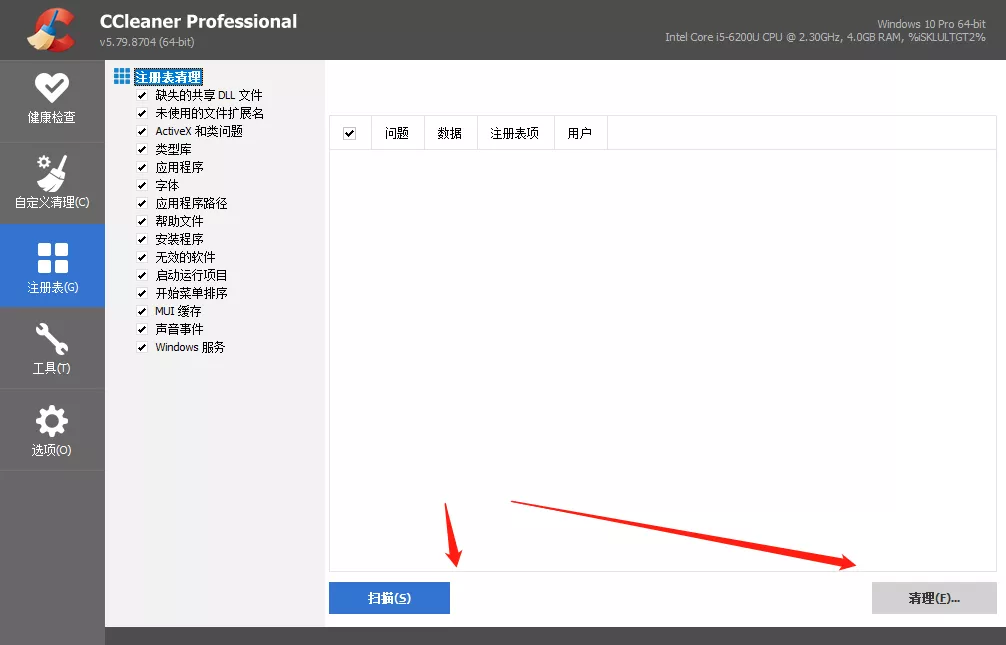 CCleaner Professional
v5.79.8704 (64-bit)
Windows 10 Pro 64-bit
Intel Core i5-6200U CPU @ 2.30GHz, 4.0GB RAM, %iSKLULTGT2%
健康检查
自定义清理(C)
注册表(G)
工具(T)
选项(O)
注册表清理
缺失的共享 DLL 文件
未使用的文件扩展名
ActiveX 和类问题
类型库
应用程序
字体
应用程序路径
帮助文件
安装程序
无效的软件
启动运行项目
开始菜单排序
MUI 缓存
声音事件
Windows 服务
问题 数据 注册表项 用户
扫描(S)
清理(F)...